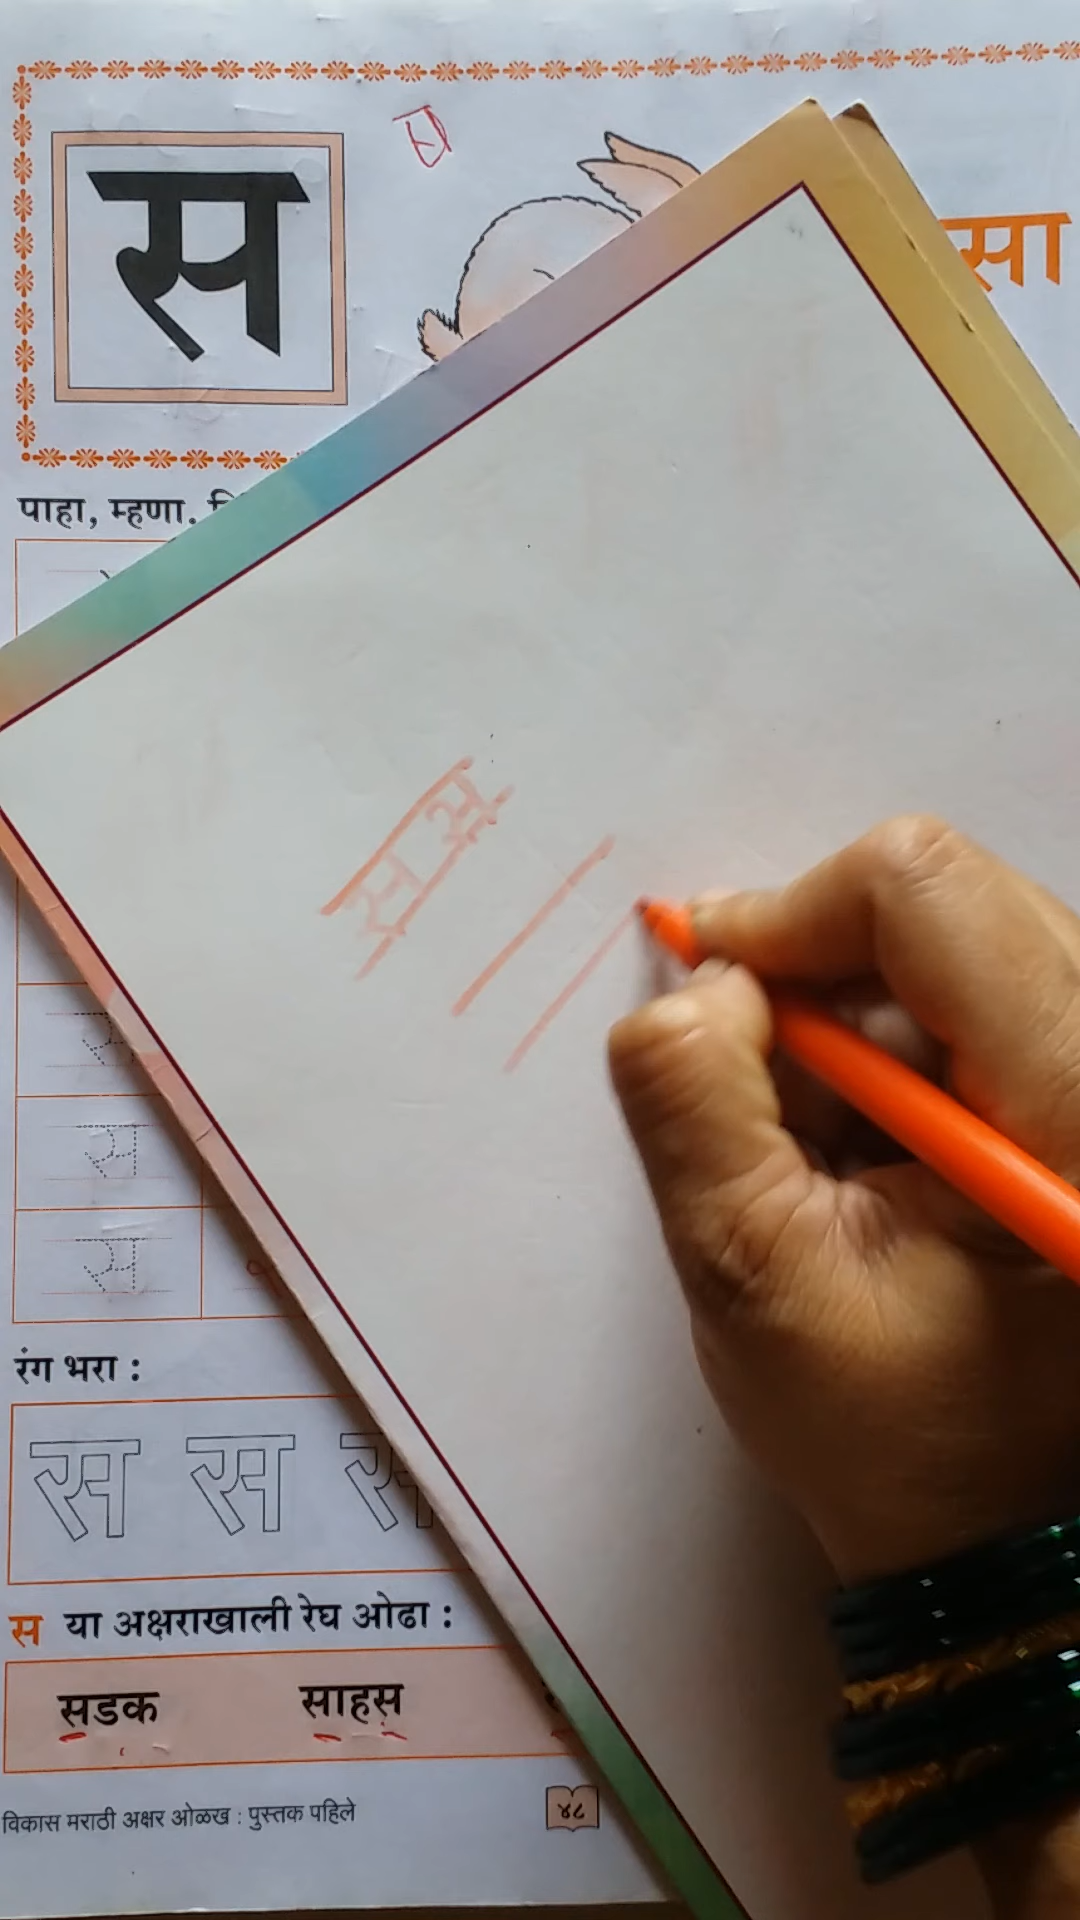 स
सा
पाहा, म्हणा.
स
स
स
रंग भरा :
स स स
स या अक्षराखाली रेघ ओढा :
सडक साहस
विकास मराठी अक्षर ओळख : पुस्तक पहिले
४८